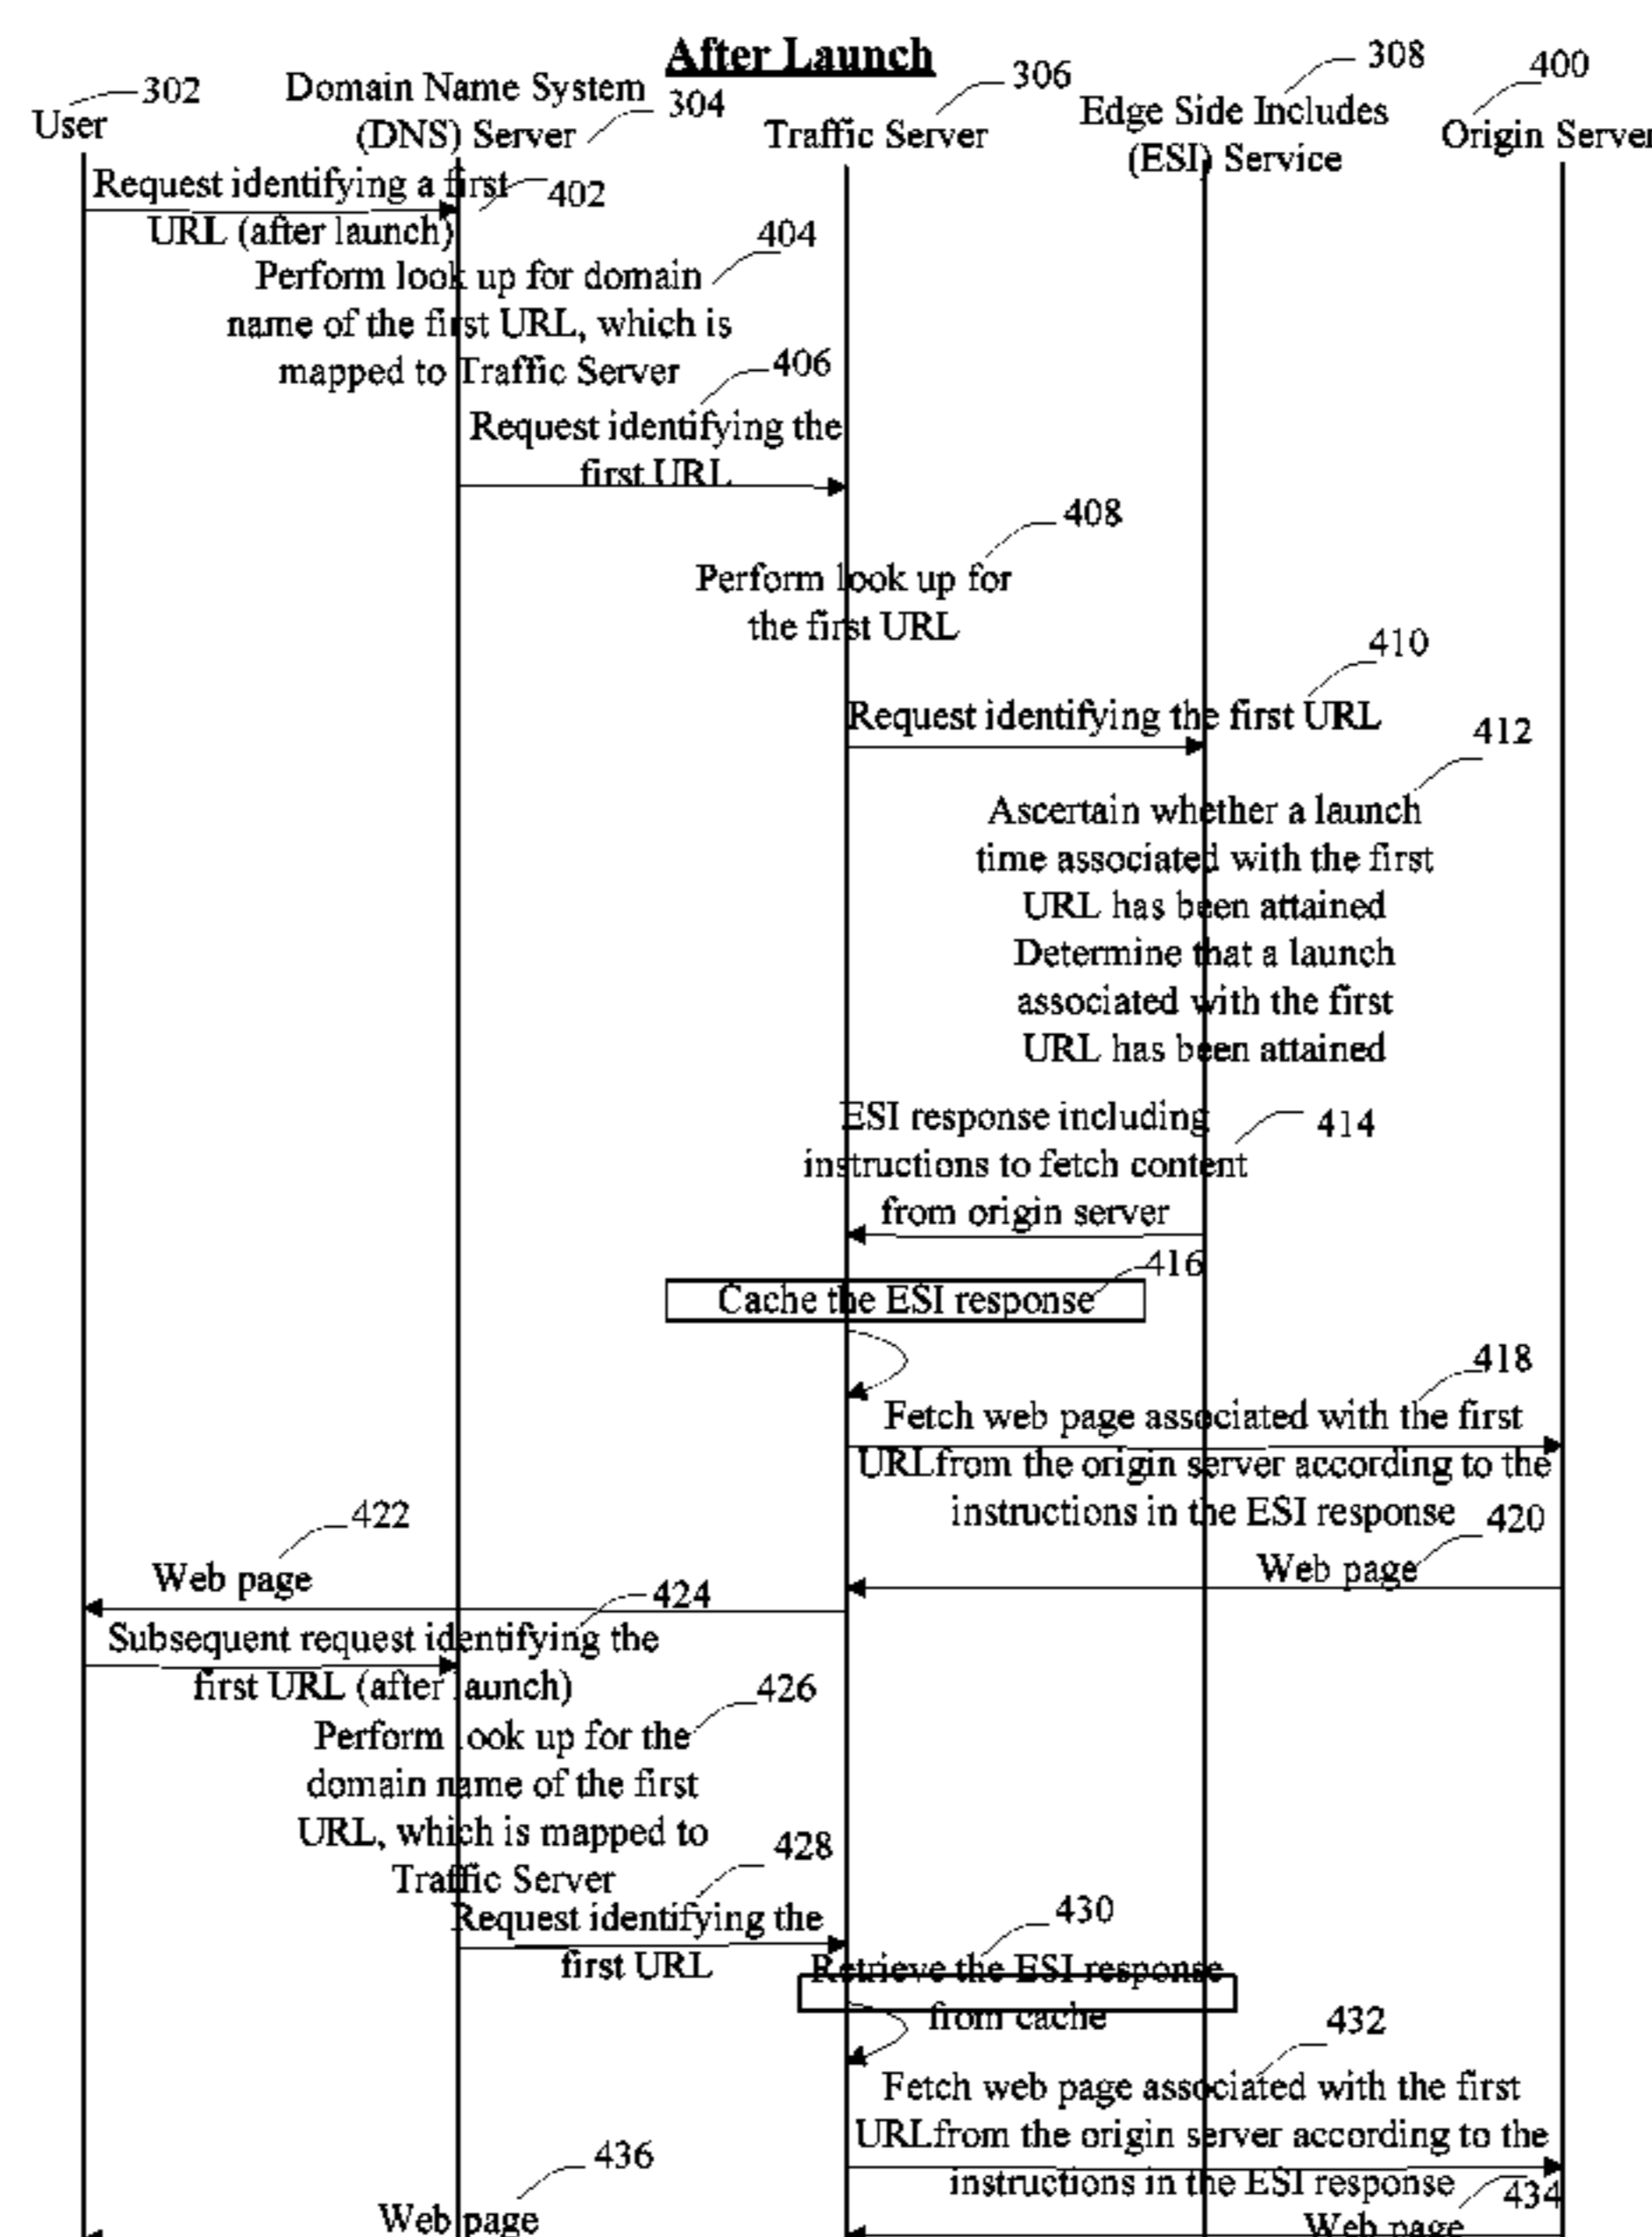 After Launch
302
User
Domain Name System
(DNS) Server
304
306
Traffic Server
308
Edge Side Includes
(ESI) Service
400
Origin Server
Request identifying a first
URL (after launch)
402
404
Perform look up for domain
name of the first URL, which is
mapped to Traffic Server
406
Request identifying the
first URL
408
Perform look up for
the first URL
410
Request identifying the first URL
412
Ascertain whether a launch
time associated with the first
URL has been attained
Determine that a launch
associated with the first
URL has been attained
ESI response including
instructions to fetch content
from origin server
414
416
Cache the ESI response
418
Fetch web page associated with the first
URLfrom the origin server according to the
instructions in the ESI response
420
Web page
422
Web page
424
Subsequent request identifying the
first URL (after launch)
426
Perform look up for the
domain name of the first
URL, which is mapped to
Traffic Server
428
Request identifying the
first URL
430
Retrieve the ESI response
from cache
432
Fetch web page associated with the first
URLfrom the origin server according to the
instructions in the ESI response
434
Web page
436
Web page